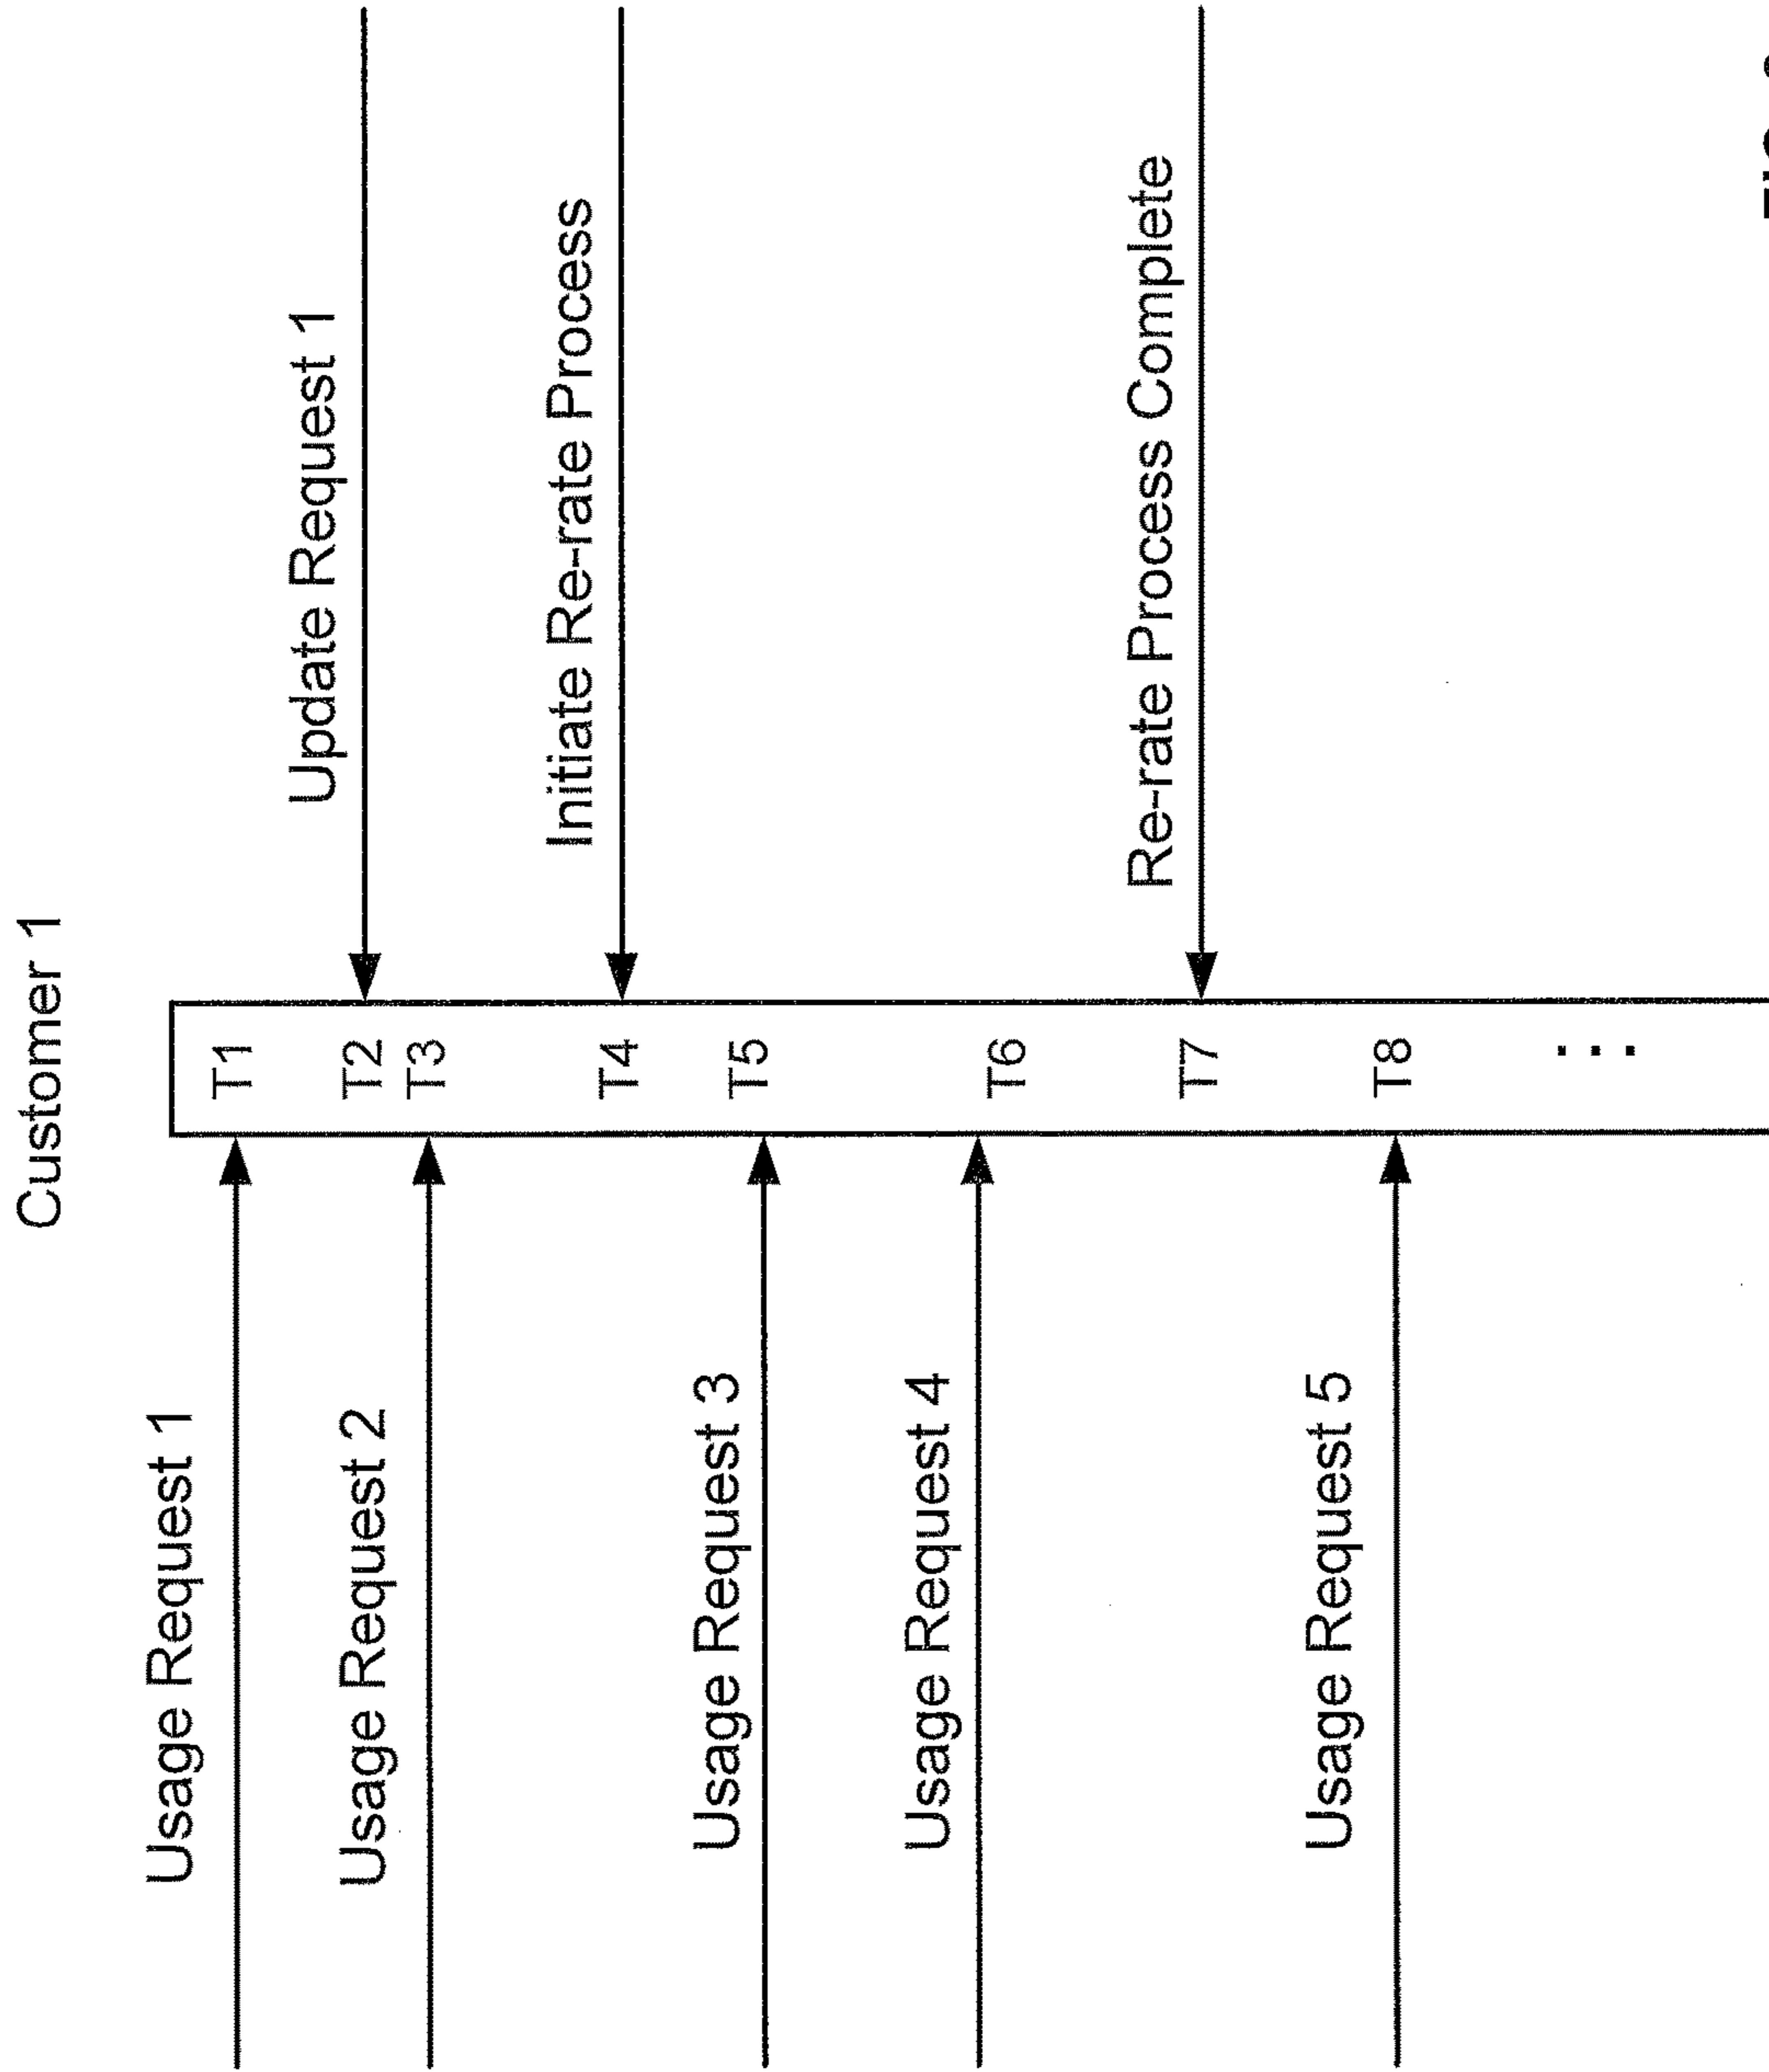 Customer 1
Usage Request 1
T1
Update Request 1
T2
Usage Request 2
T3
Initiate Re-rate Process
T4
Usage Request 3
T5
Usage Request 4
T6
Re-rate Process Complete
T7
Usage Request 5
T8
...